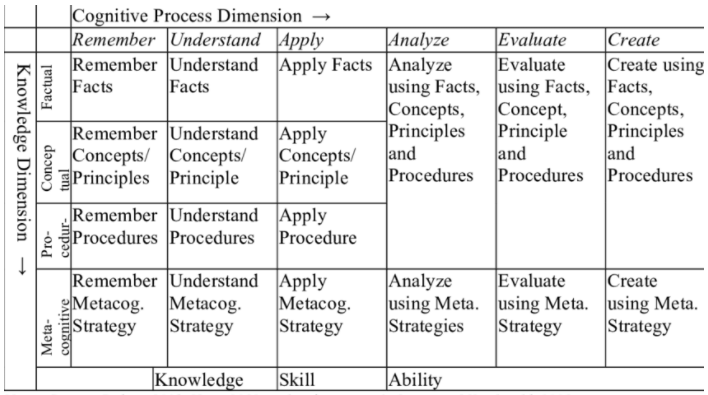 Cognitive Process Dimension →
Remember Understand Apply Analyze Evaluate Create
Knowledge Dimension →
Factual
Remember Facts
Understand Facts
Apply Facts
Analyze using Facts, Concepts, Principles and Procedures
Evaluate using Facts, Concept, Principle and Procedures
Create using Facts, Concepts, Principles and Procedures
Concep tual
Remember Concepts/ Principles
Understand Concepts/ Principle
Apply Concepts/ Principle
Pro- cedur-
Remember Procedures
Understand Procedures
Apply Procedure
Meta- cognitive
Remember Metacog. Strategy
Understand Metacog. Strategy
Apply Metacog. Strategy
Analyze using Meta. Strategies
Evaluate using Meta. Strategy
Create using Meta. Strategy
Knowledge Skill Ability